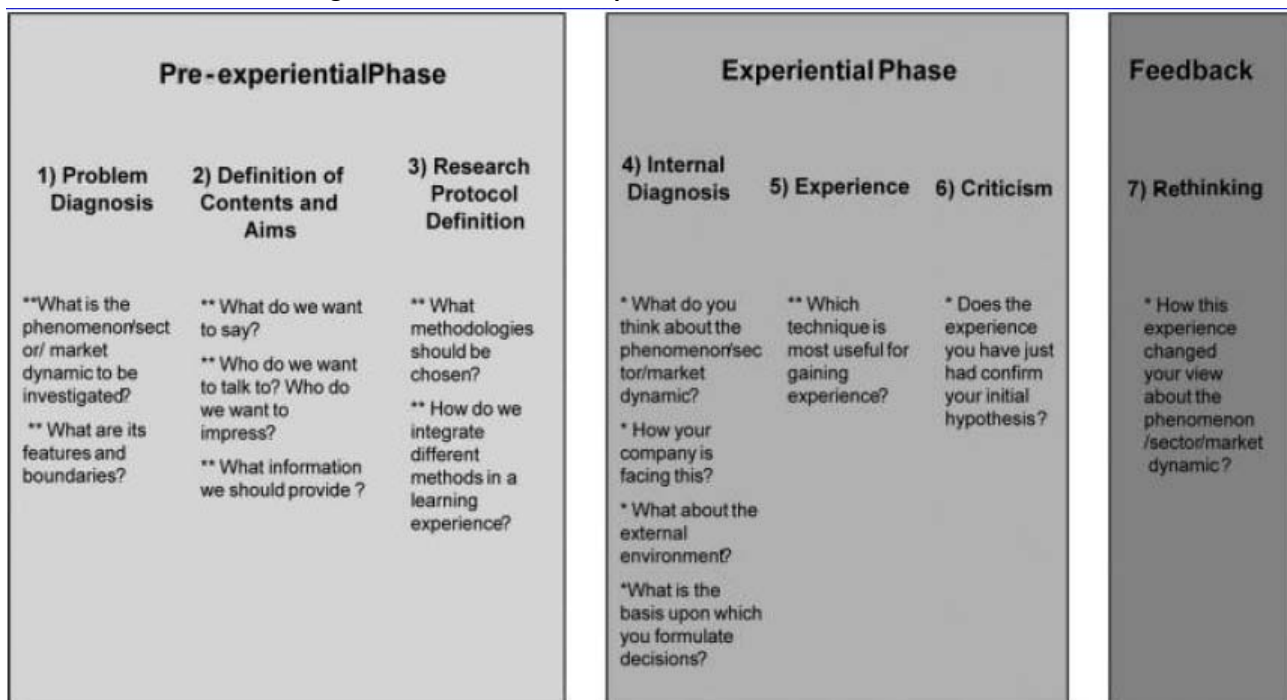 Pre-experientialPhase
1) Problem
Diagnosis
2) Definition of
Contents and
Aims
3) Research
Protocol
Definition
**What is the
phenomenon/sect
or/ market
dynamic to be
investigated?
** What are its
features and
boundaries?
** What do we want
to say?
** Who do we want
to talk to? Who do
we want to
impress?
** What information
we should provide ?
** What
methodologies
should be
chosen?
** How do we
integrate
different
methods in a
learning
experience?
Experiential Phase
4) Internal
Diagnosis
5) Experience
6) Criticism
* What do you
think about the
phenomenon/sec
tor/market
dynamic?
* How your
company is
facing this?
* What about the
external
environment?
*What is the
basis upon which
you formulate
decisions?
** Which
technique is
most useful for
gaining
experience?
* Does the
experience
you have just
had confirm
your initial
hypothesis?
Feedback
7) Rethinking
* How this
experience
changed
your view
about the
phenomenon
/sector/market
dynamic ?